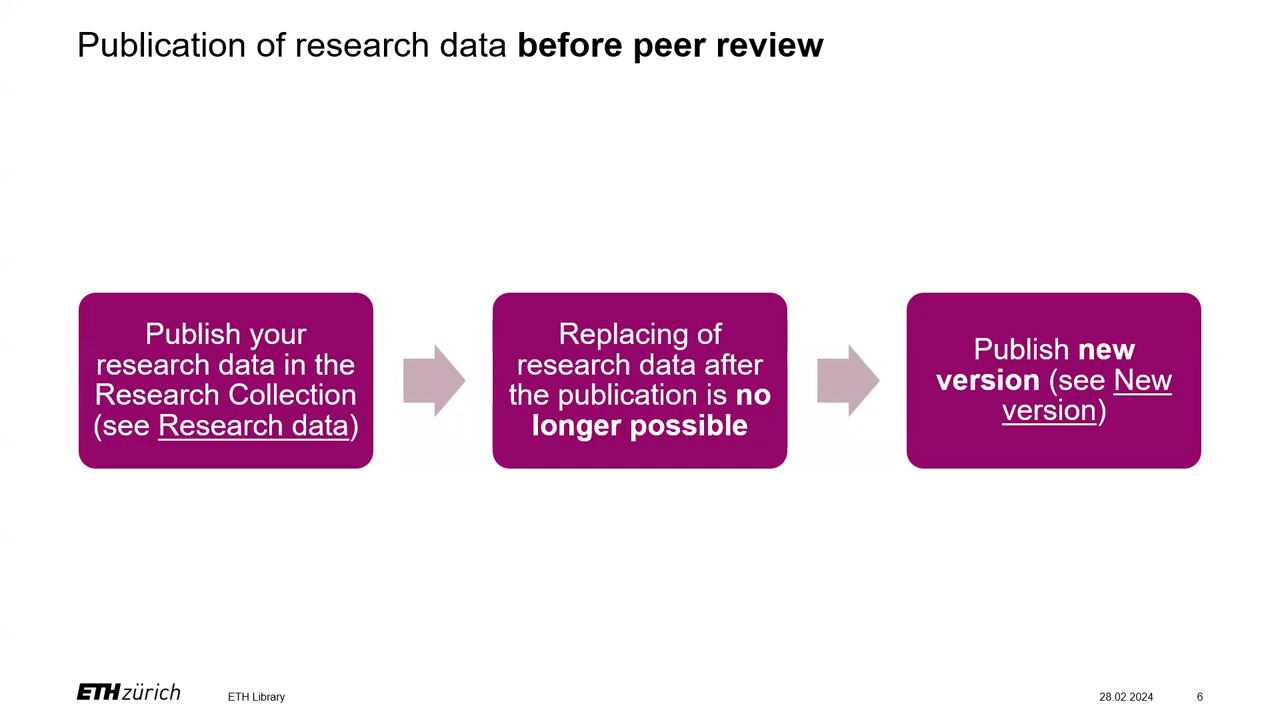 Publication of research data before peer review
Publish your
research data in the
Research Collection
(see Research data)
Replacing of
research data after
the publication is no
longer possible
Publish new
version (see New
version)
ETH zürich
ETH Library
28.02.2024
6